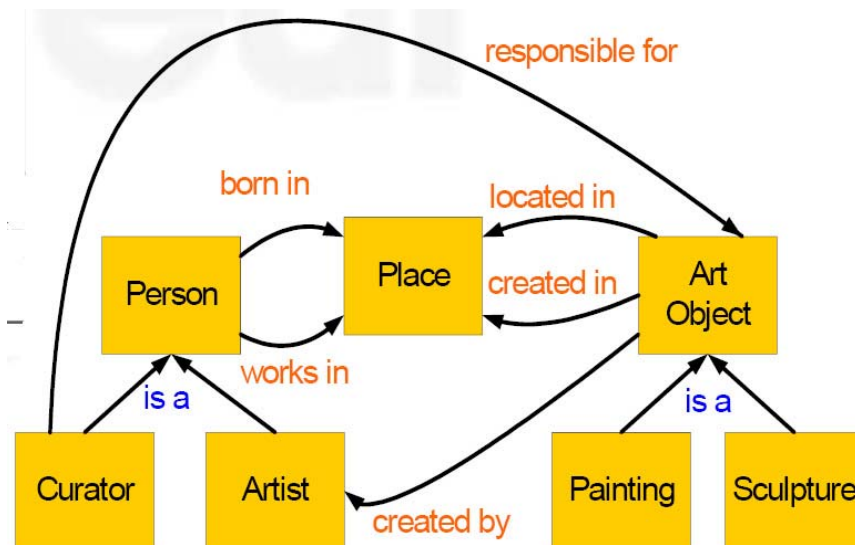 responsible for
born in
located in
Person
Place
Art
Object
created in
works in
is a
is a
Curator
Artist
Painting
Sculpture
created by